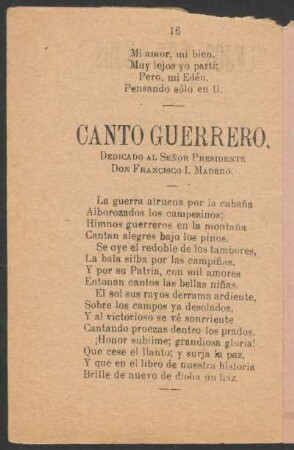 16
Mi amor, mi bien,
Muy lejos yo partí;
Pero, mi Edén,
Pensando sólo en ti.
CANTO GUERRERO.
DEDICADO AL SEÑOR PRESIDENTE
DON FRANCISCO I. MADERO.
La guerra atruena por la cabaña
Alborozados los campesinos;
Himnos guerreros en la montaña
Cantan alegres bajo los pinos.
Se oye el redoble de los tambores,
La bala silba por las campiñas,
Y por su Patria, con mil amores
Entonan cantos las bellas niñas.
El sol sus rayos derrama ardiente,
Sobre los campos ya desolados,
Y al victorioso se vé sonrriente
Cantando proezas dentro los prados.
¡Honor sublime; grandiosa gloria!
Que cese el llanto; y surja la paz,
Y que en el libro de nuestra historia
Brille de nuevo de dicha un haz.